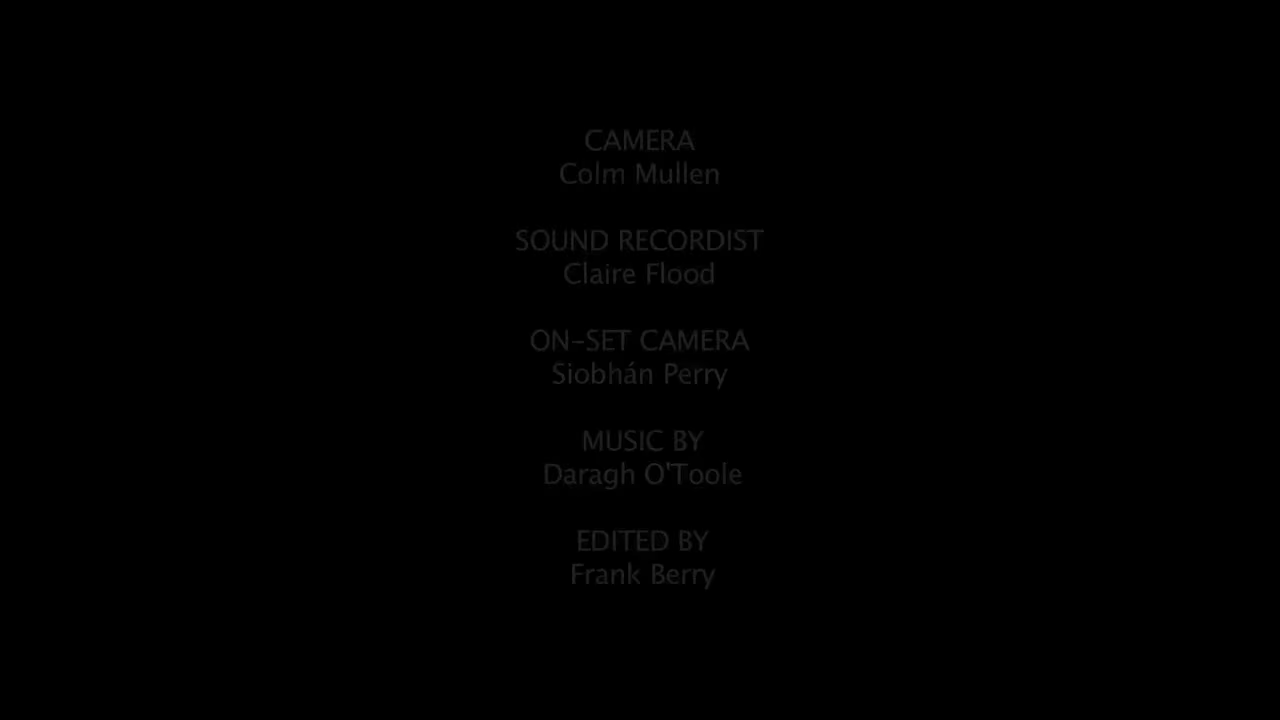 CAMERA
Colm Mullen
SOUND RECORDIST
Claire Flood
ON-SET CAMERA
Siobhán Perry
MUSIC BY
Daragh O'Toole
EDITED BY
Frank Berry